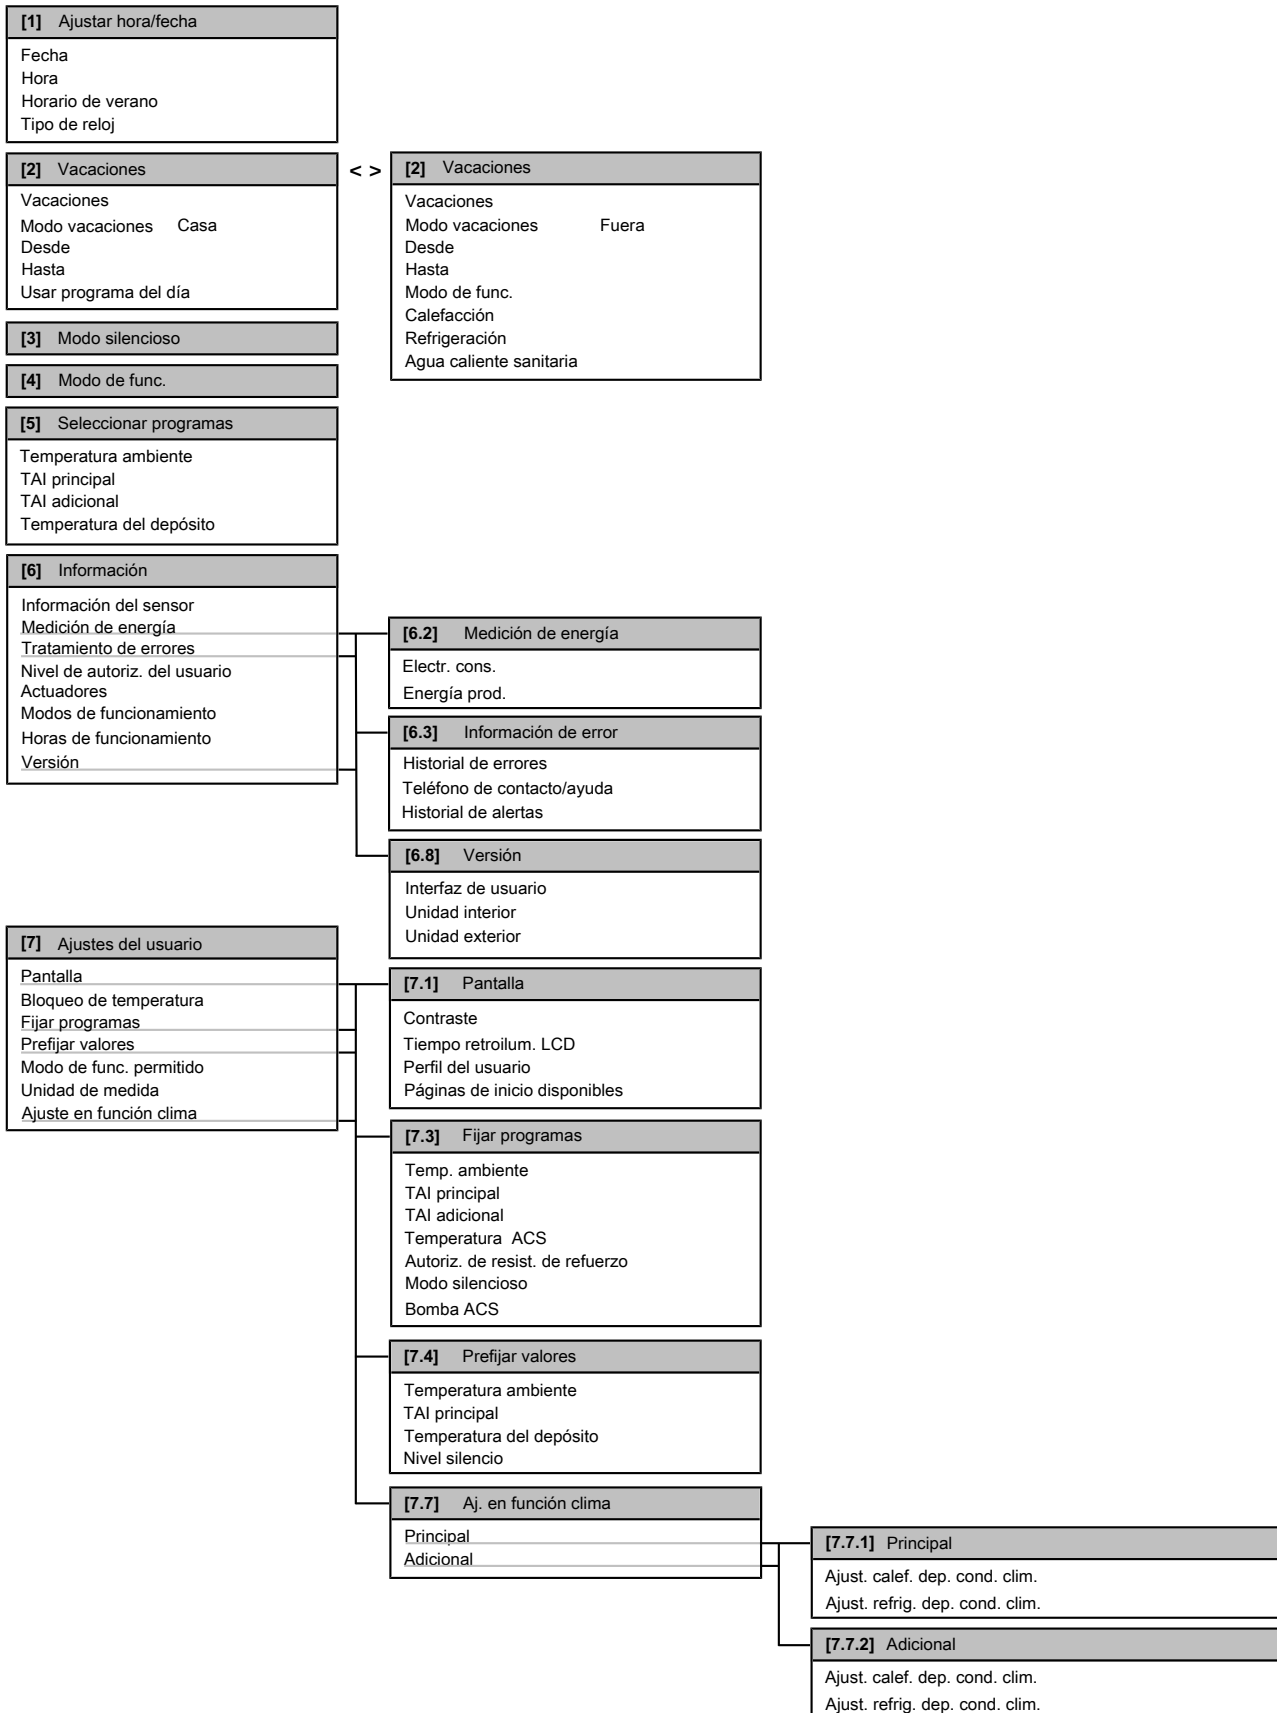 [1] Ajustar hora/fecha
Fecha
Hora
Horario de verano
Tipo de reloj
[2] Vacaciones
Vacaciones
Modo vacaciones Casa
Desde
Hasta
Usar programa del día
< >
[2] Vacaciones
Vacaciones
Modo vacaciones Fuera
Desde
Hasta
Modo de func.
Calefacción
Refrigeración
Agua caliente sanitaria
[3] Modo silencioso
[4] Modo de func.
[5] Seleccionar programas
Temperatura ambiente
TAI principal
TAI adicional
Temperatura del depósito
[6] Información
Información del sensor
Medición de energía
Tratamiento de errores
Nivel de autoriz. del usuario
Actuadores
Modos de funcionamiento
Horas de funcionamiento
Versión
[6.2] Medición de energía
Electr. cons.
Energía prod.
[6.3] Información de error
Historial de errores
Teléfono de contacto/ayuda
Historial de alertas
[6.8] Versión
Interfaz de usuario
Unidad interior
Unidad exterior
[7] Ajustes del usuario
Pantalla
Bloqueo de temperatura
Fijar programas
Prefijar valores
Modo de func. permitido
Unidad de medida
Ajuste en función clima
[7.1] Pantalla
Contraste
Tiempo retroilum. LCD
Perfil del usuario
Páginas de inicio disponibles
[7.3] Fijar programas
Temp. ambiente
TAI principal
TAI adicional
Temperatura ACS
Autoriz. de resist. de refuerzo
Modo silencioso
Bomba ACS
[7.4] Prefijar valores
Temperatura ambiente
TAI principal
Temperatura del depósito
Nivel silencio
[7.7] Aj. en función clima
Principal
Adicional
[7.7.1] Principal
Ajust. calef. dep. cond. clim.
Ajust. refrig. dep. cond. clim.
[7.7.2] Adicional
Ajust. calef. dep. cond. clim.
Ajust. refrig. dep. cond. clim.